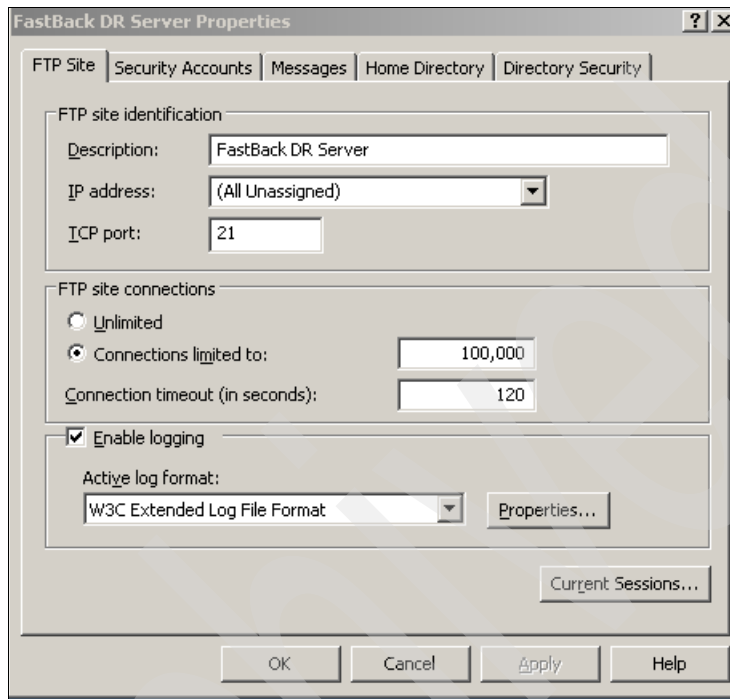 FastBack DR Server Properties
FTP Site Security Accounts Messages Home Directory Directory Security
FTP site identification
Description: FastBack DR Server
IP address: (All Unassigned)
TCP port: 21
FTP site connections
Unlimited
Connections limited to: 100,000
Connection timeout (in seconds): 120
Enable logging
Active log format:
W3C Extended Log File Format Properties...
Current Sessions...
OK Cancel Apply Help